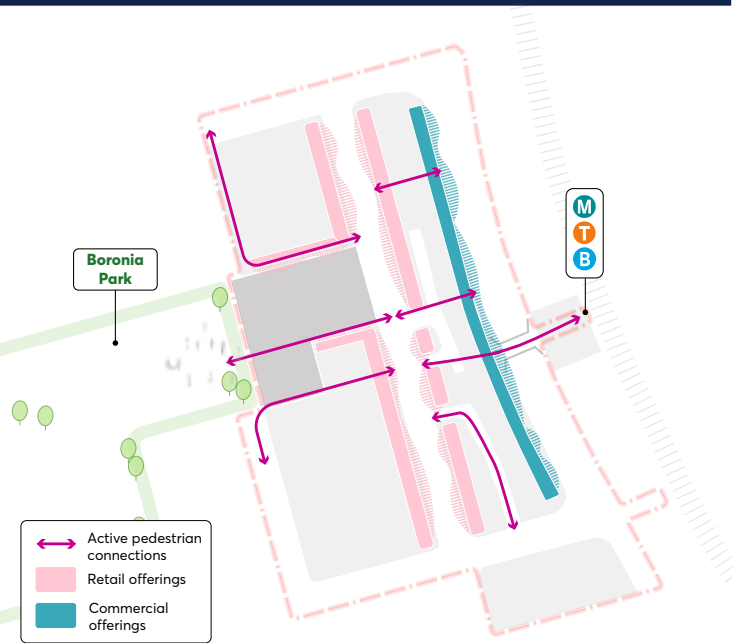 M
T
B
Boronia
Park
Active pedestrian
connections
Retail offerings
Commercial
offerings